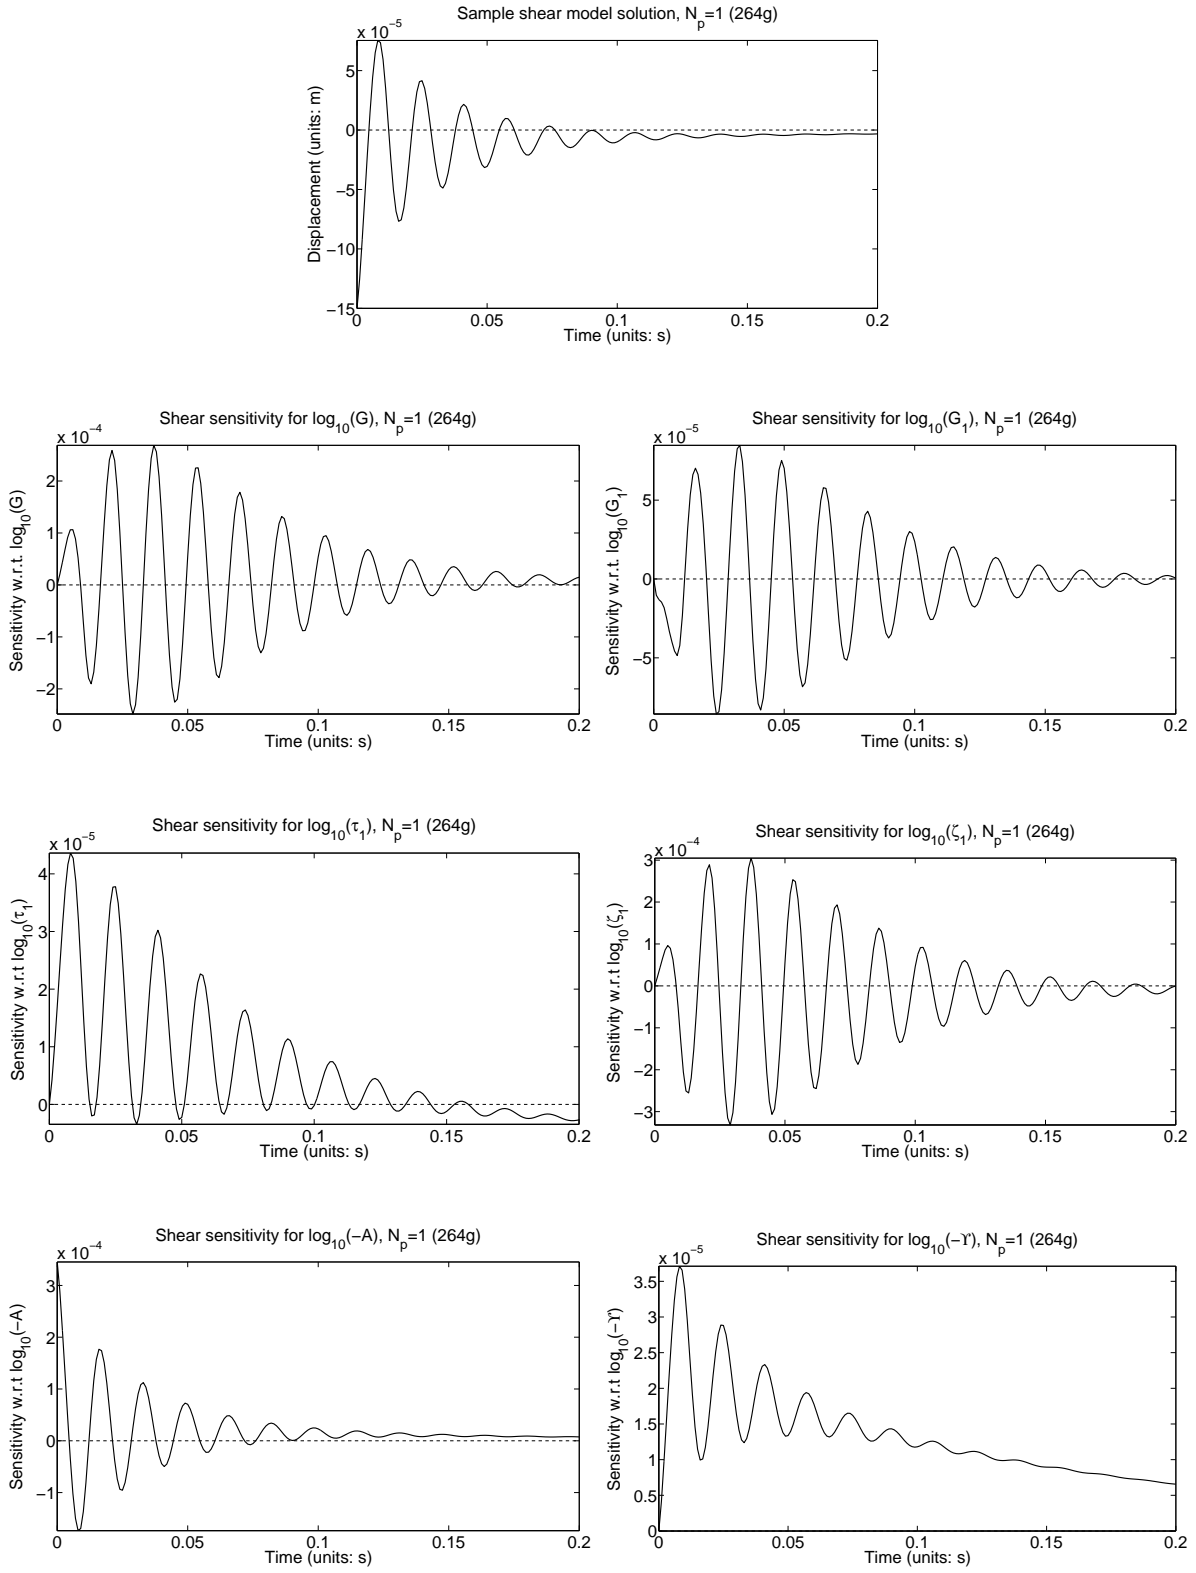 Sample shear model solution, N_p=1 (264g)
x 10^−5
5
0
−5
−10
−15
Displacement (units: m)
0 0.05 0.1 0.15 0.2
Time (units: s)
Shear sensitivity for log_10(G), N_p=1 (264g)
x 10^−4
2
1
0
−1
−2
Sensitivity w.r.t. log_10(G)
0 0.05 0.1 0.15 0.2
Time (units: s)
Shear sensitivity for log_10(G_1), N_p=1 (264g)
x 10^−5
5
0
−5
Sensitivity w.r.t. log_10(G_1)
0 0.05 0.1 0.15 0.2
Time (units: s)
Shear sensitivity for log_10(τ_1), N_p=1 (264g)
x 10^−5
4
3
2
1
0
Sensitivity w.r.t log_10(τ_1)
0 0.05 0.1 0.15 0.2
Time (units: s)
Shear sensitivity for log_10(ζ_1), N_p=1 (264g)
x 10^−4
3
2
1
0
−1
−2
−3
Sensitivity w.r.t log_10(ζ_1)
0 0.05 0.1 0.15 0.2
Time (units: s)
Shear sensitivity for log_10(−A), N_p=1 (264g)
x 10^−4
3
2
1
0
−1
Sensitivity w.r.t log_10(−A)
0 0.05 0.1 0.15 0.2
Time (units: s)
Shear sensitivity for log_10(−ϒ), N_p=1 (264g)
x 10^−5
3.5
3
2.5
2
1.5
1
0.5
0
Sensitivity w.r.t log_10(−ϒ)
0 0.05 0.1 0.15 0.2
Time (units: s)